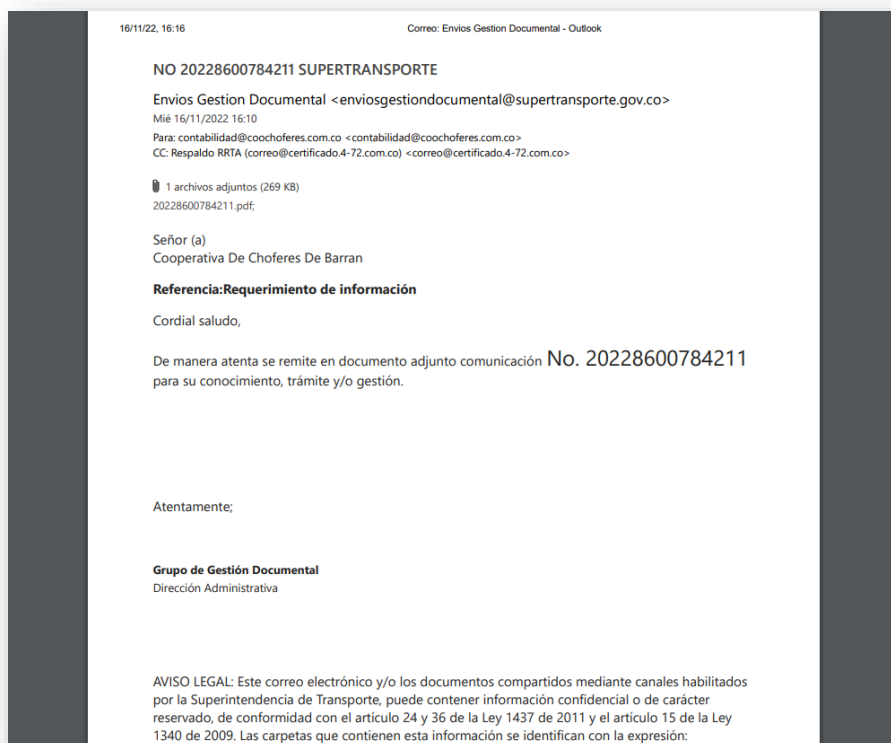 16/11/22, 16:16 Correo: Envios Gestion Documental - Outlook
NO 20228600784211 SUPERTRANSPORTE
Envios Gestion Documental <enviosgestiondocumental@supertransporte.gov.co>
Mié 16/11/2022 16:10
Para: contabilidad@coochoferes.com.co <contabilidad@coochoferes.com.co>
CC: Respaldo RRTA (correo@certificado.4-72.com.co) <correo@certificado.4-72.com.co>
1 archivos adjuntos (269 KB)
20228600784211.pdf;
Señor (a)
Cooperativa De Choferes De Barran
Referencia:Requerimiento de información
Cordial saludo,
De manera atenta se remite en documento adjunto comunicación No. 20228600784211
para su conocimiento, trámite y/o gestión.
Atentamente;
Grupo de Gestión Documental
Dirección Administrativa
AVISO LEGAL: Este correo electrónico y/o los documentos compartidos mediante canales habilitados
por la Superintendencia de Transporte, puede contener información confidencial o de carácter
reservado, de conformidad con el artículo 24 y 36 de la Ley 1437 de 2011 y el artículo 15 de la Ley
1340 de 2009. Las carpetas que contienen esta información se identifican con la expresión: